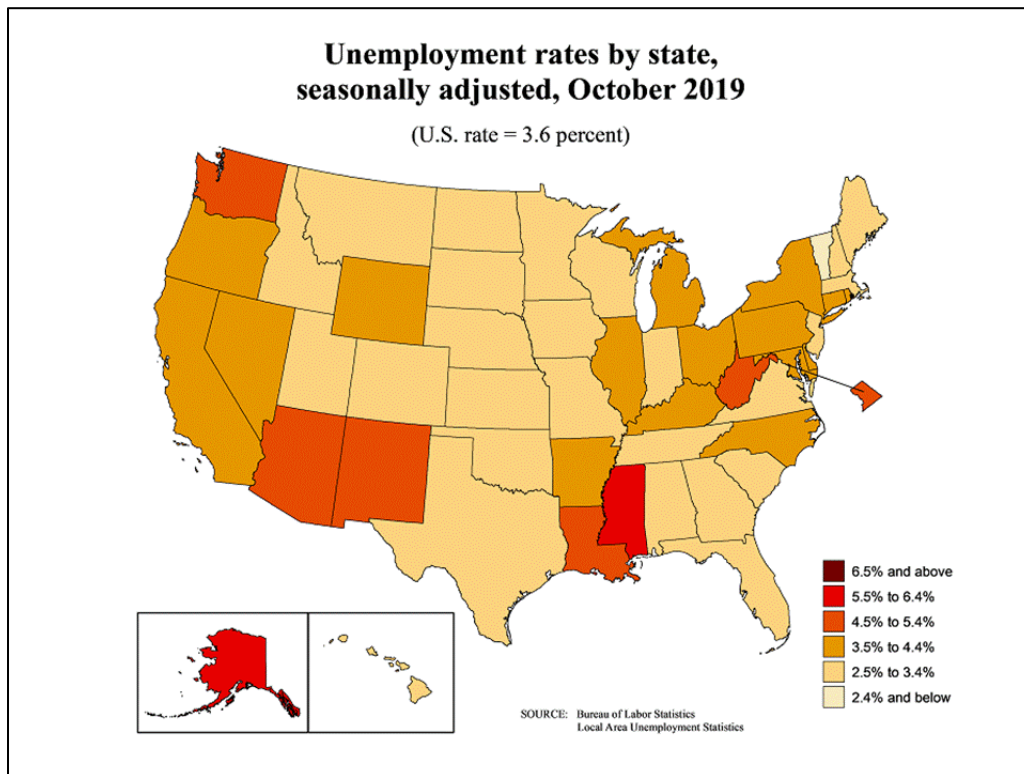 Unemployment rates by state,
seasonally adjusted, October 2019
(U.S. rate = 3.6 percent)
6.5% and above
5.5% to 6.4%
4.5% to 5.4%
3.5% to 4.4%
2.5% to 3.4%
2.4% and below
SOURCE: Bureau of Labor Statistics
Local Area Unemployment Statistics